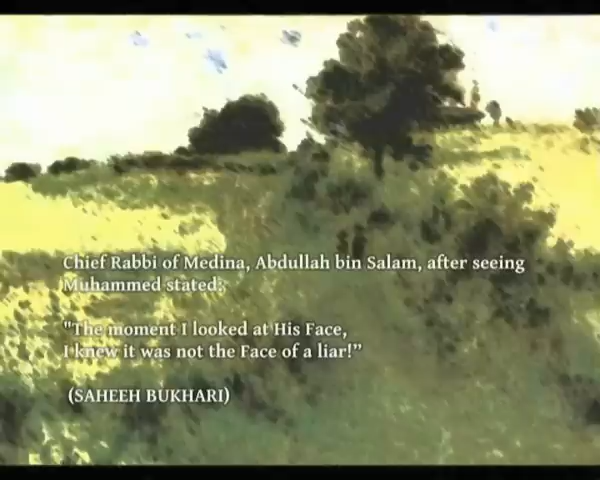 Chief Rabbi of Medina, Abdullah bin Salam, after seeing
Muhammed stated:
"The moment I looked at His Face,
I knew it was not the Face of a liar!”
(SAHEEH BUKHARI)